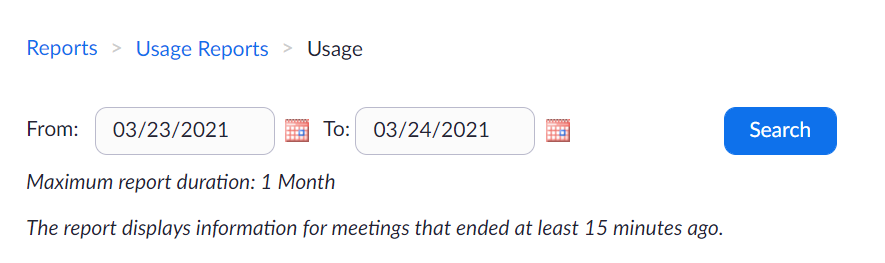 Reports > Usage Reports > Usage
From: 03/23/2021 To: 03/24/2021 Search
Maximum report duration: 1 Month
The report displays information for meetings that ended at least 15 minutes ago.